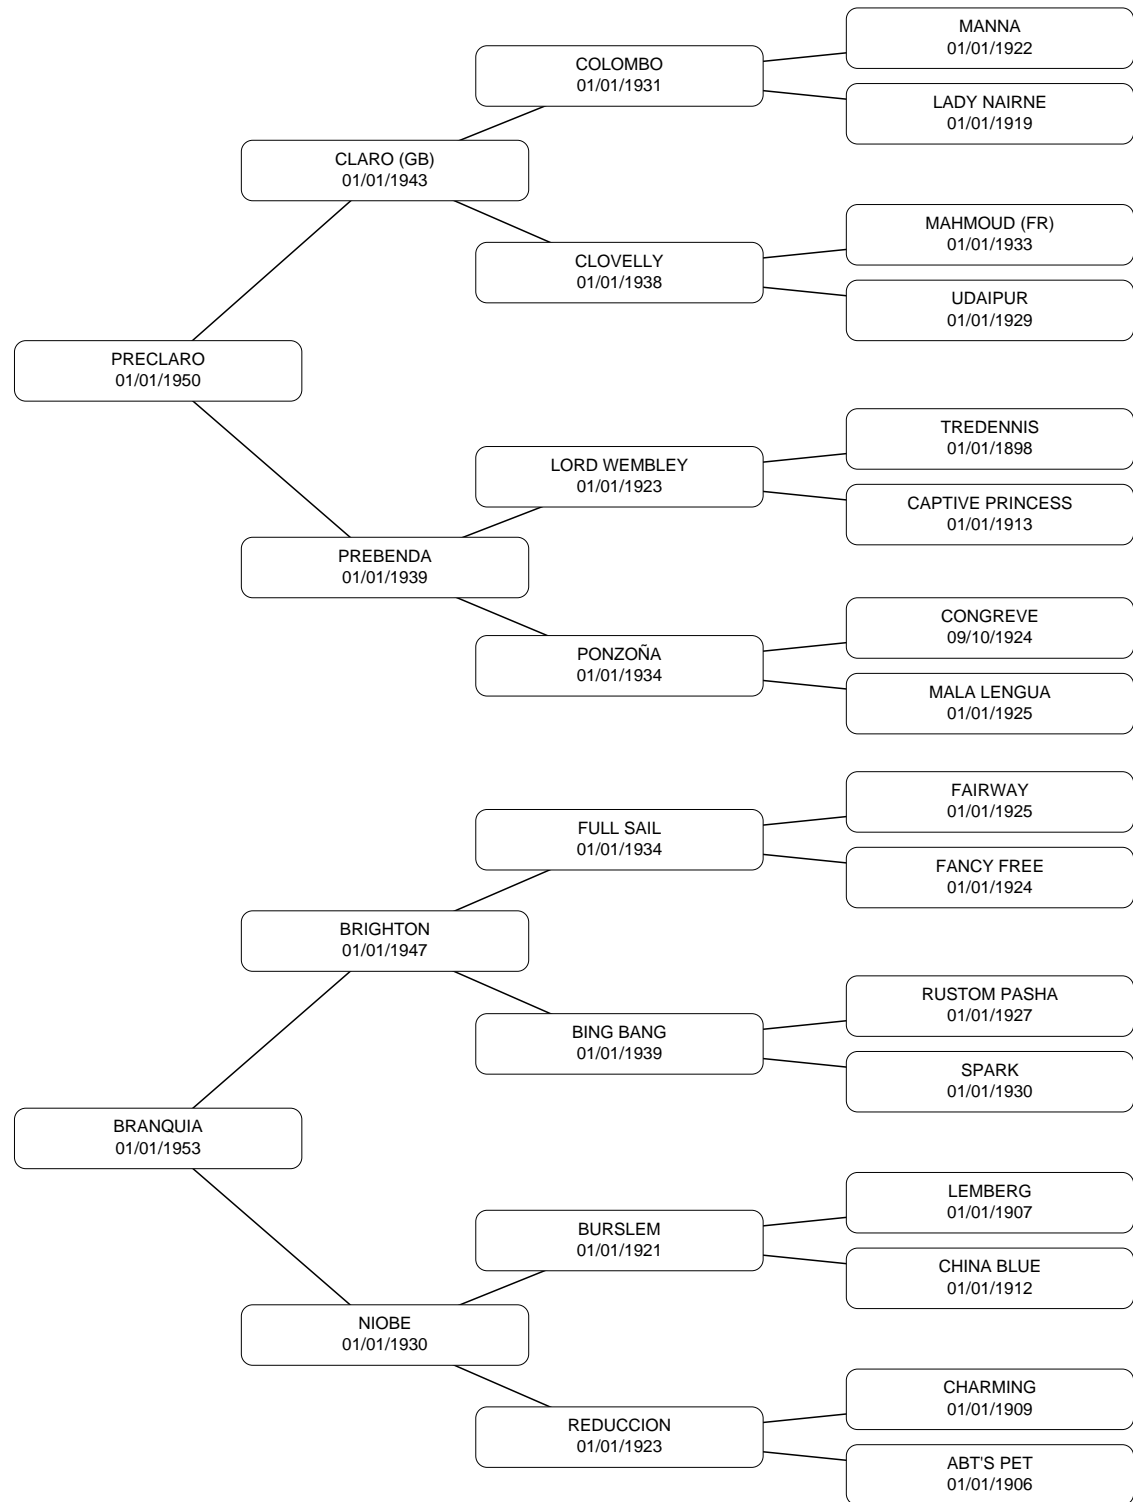 MANNA
01/01/1922
COLOMBO
01/01/1931
LADY NAIRNE
01/01/1919
CLARO (GB)
01/01/1943
MAHMOUD (FR)
01/01/1933
CLOVELLY
01/01/1938
UDAIPUR
01/01/1929
PRECLARO
01/01/1950
TREDENNIS
01/01/1898
LORD WEMBLEY
01/01/1923
CAPTIVE PRINCESS
01/01/1913
PREBENDA
01/01/1939
CONGREVE
09/10/1924
PONZOÑA
01/01/1934
MALA LENGUA
01/01/1925
FAIRWAY
01/01/1925
FULL SAIL
01/01/1934
FANCY FREE
01/01/1924
BRIGHTON
01/01/1947
RUSTOM PASHA
01/01/1927
BING BANG
01/01/1939
SPARK
01/01/1930
BRANQUIA
01/01/1953
LEMBERG
01/01/1907
BURSLEM
01/01/1921
CHINA BLUE
01/01/1912
NIOBE
01/01/1930
CHARMING
01/01/1909
REDUCCION
01/01/1923
ABT'S PET
01/01/1906